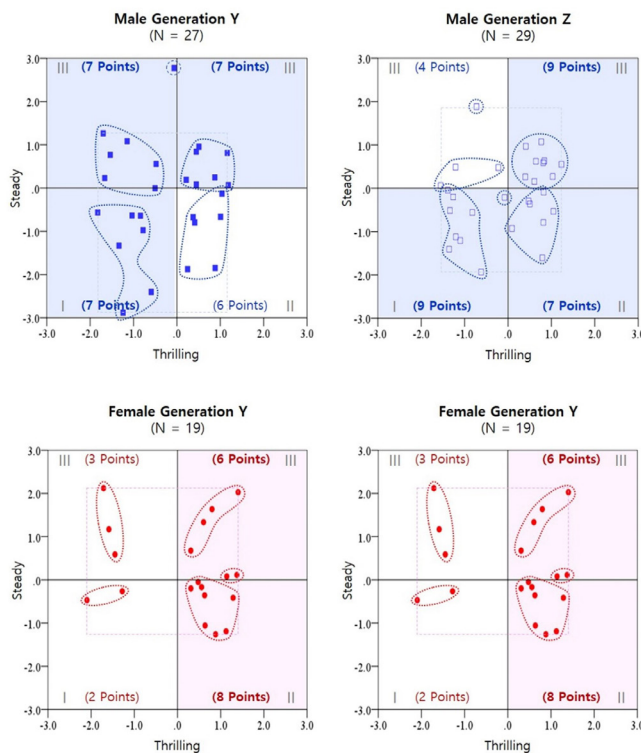 Male Generation Y
(N = 27)
III (7 Points) (7 Points) III
3.0
2.0
1.0
.0
-1.0
-2.0
-3.0
Steady
I (7 Points) (6 Points) II
-3.0 -2.0 -1.0 .0 1.0 2.0 3.0
Thrilling
Male Generation Z
(N = 29)
III (4 Points) (9 Points) III
3.0
2.0
1.0
.0
-1.0
-2.0
-3.0
Steady
I (9 Points) (7 Points) II
-3.0 -2.0 -1.0 .0 1.0 2.0 3.0
Thrilling
Female Generation Y
(N = 19)
III (3 Points) (6 Points) III
3.0
2.0
1.0
.0
-1.0
-2.0
-3.0
Steady
I (2 Points) (8 Points) II
-3.0 -2.0 -1.0 .0 1.0 2.0 3.0
Thrilling
Female Generation Y
(N = 19)
III (3 Points) (6 Points) III
3.0
2.0
1.0
.0
-1.0
-2.0
-3.0
Steady
I (2 Points) (8 Points) II
-3.0 -2.0 -1.0 .0 1.0 2.0 3.0
Thrilling